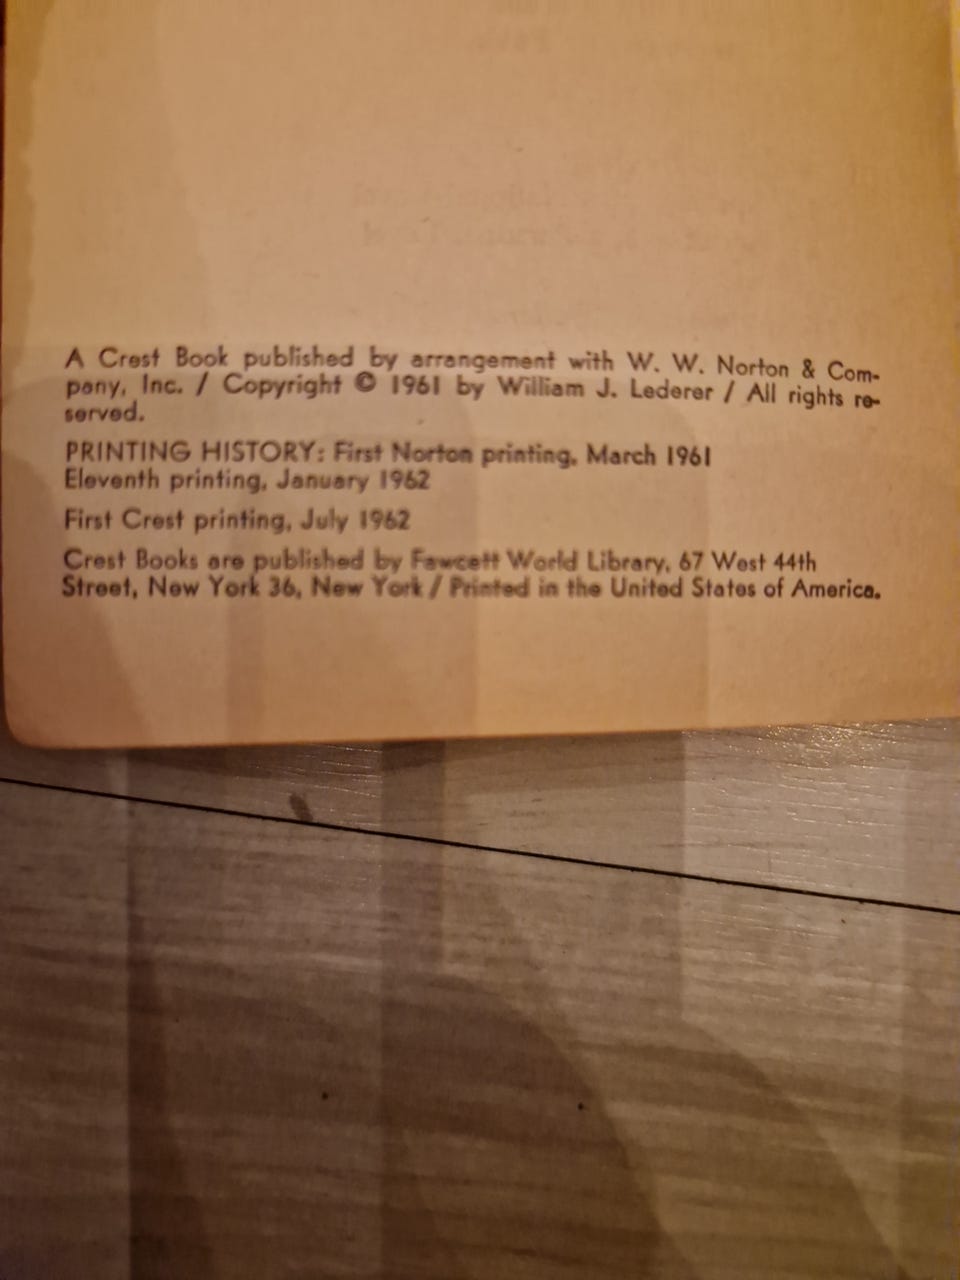 A Crest Book published by arrangement with W. W. Norton & Com-
pany, Inc. / Copyright © 1961 by William J. Lederer / All rights re-
served.
PRINTING HISTORY: First Norton printing, March 1961
Eleventh printing, January 1962
First Crest printing, July 1962
Crest Books are published by Fawcett World Library, 67 West 44th
Street, New York 36, New York / Printed in the United States of America.